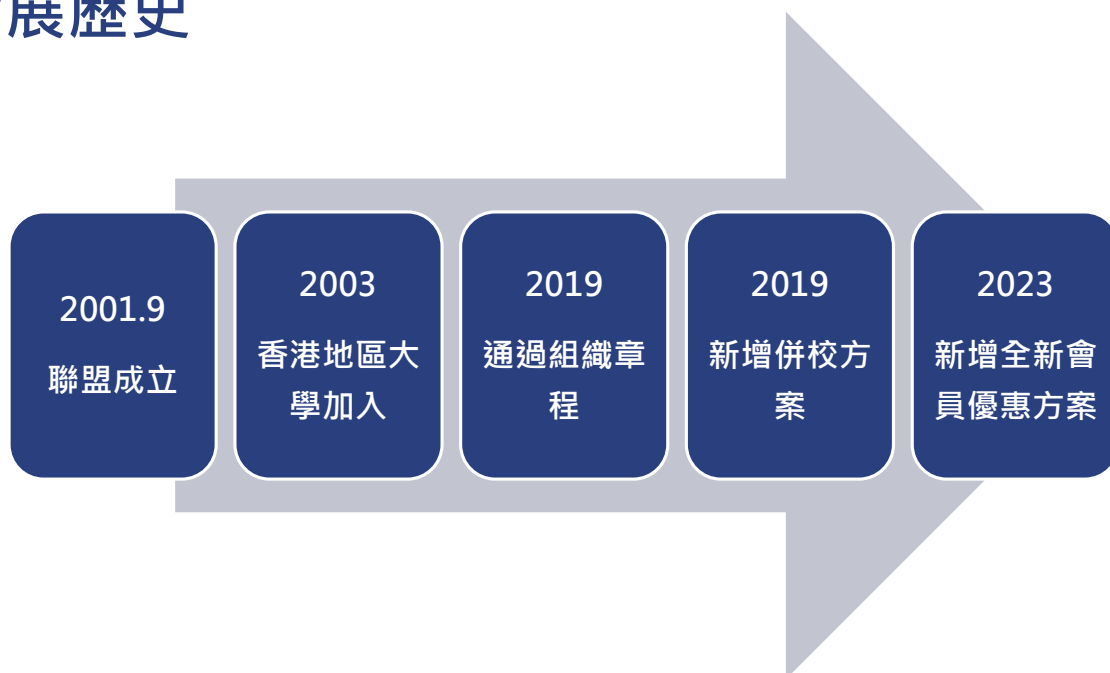 展歷史
2001.9
聯盟成立
2003
香港地區大
學加入
2019
通過組織章
程
2019
新增併校方
案
2023
新增全新會
員優惠方案